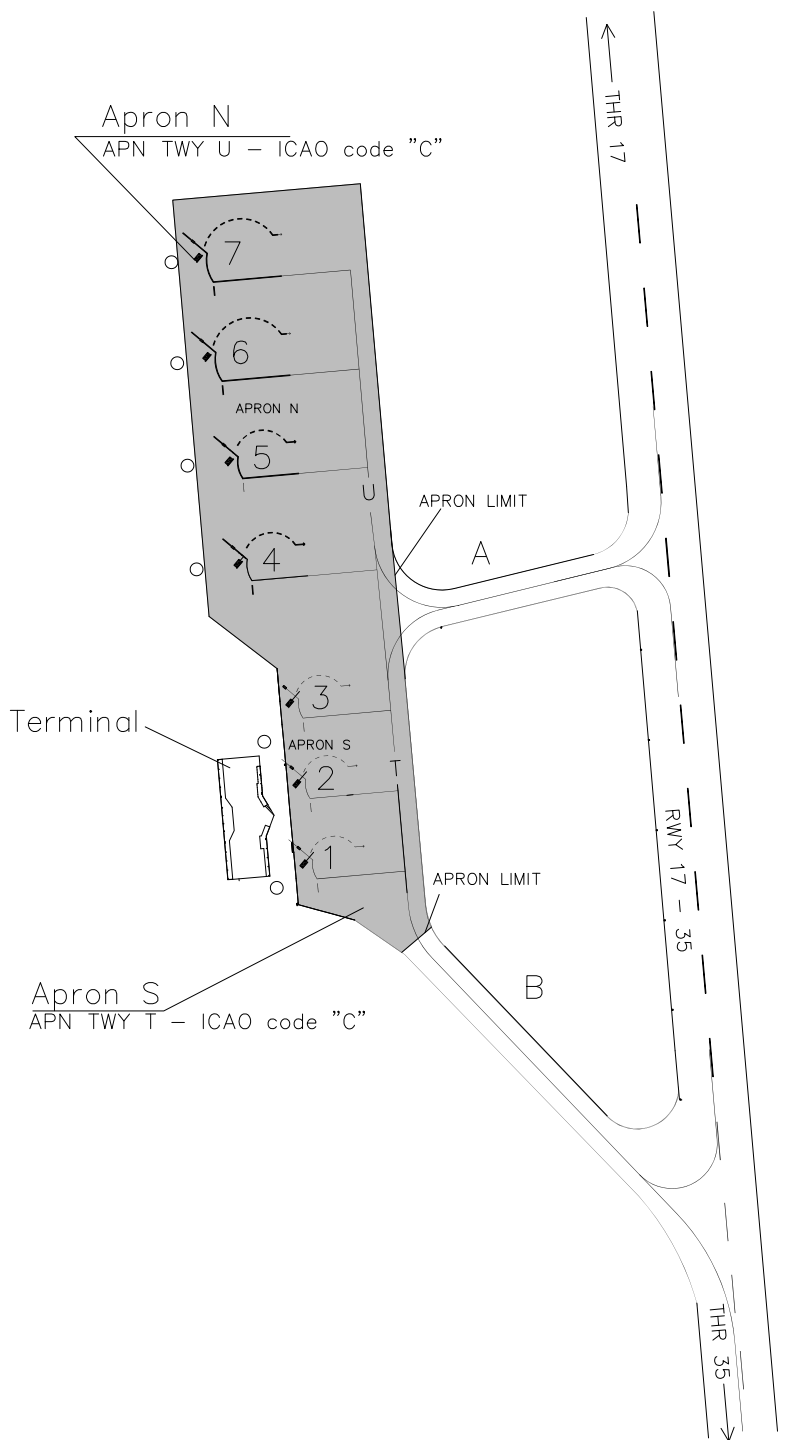 THR 17
Apron N
APN TWY U – ICAO code ”C”
7
6
APRON N
5
U
APRON LIMIT
A
4
3
Terminal
APRON S
T
2
RWY 17 – 35
1
APRON LIMIT
B
Apron S
APN TWY T – ICAO code ”C”
THR 35